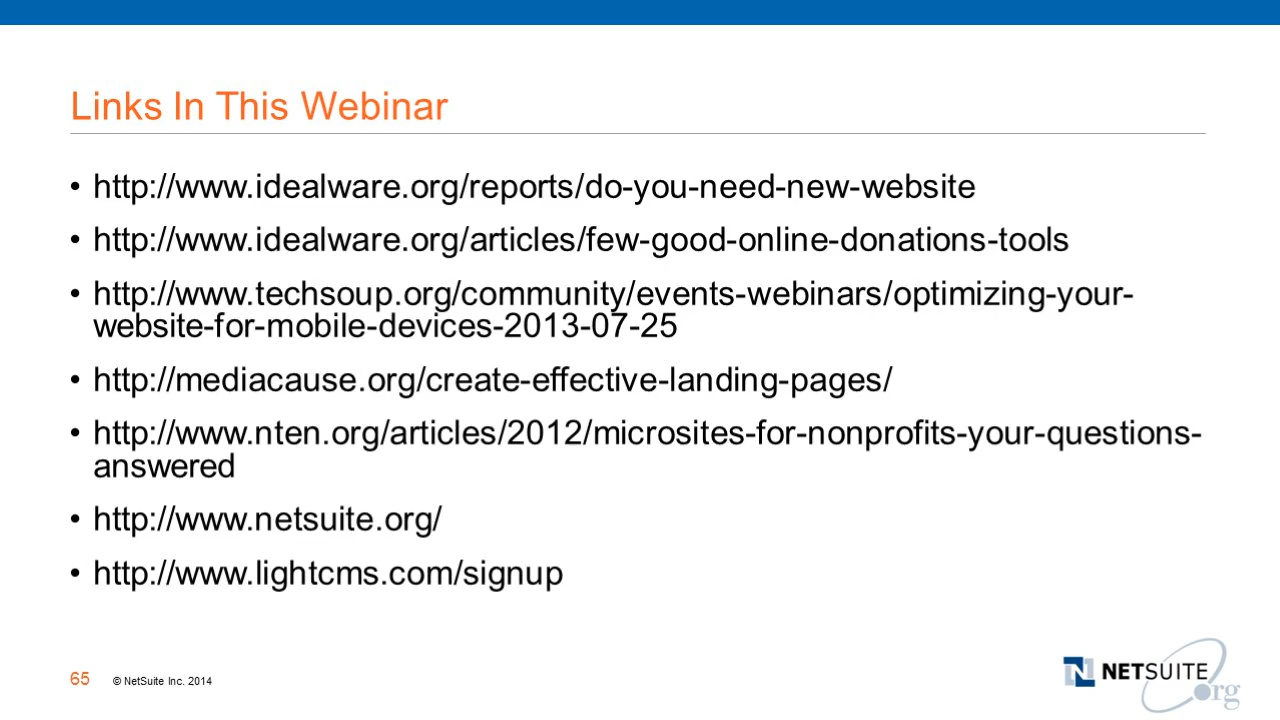 Links In This Webinar
• http://www.idealware.org/reports/do-you-need-new-website
• http://www.idealware.org/articles/few-good-online-donations-tools
• http://www.techsoup.org/community/events-webinars/optimizing-your-
website-for-mobile-devices-2013-07-25
• http://mediacause.org/create-effective-landing-pages/
• http://www.nten.org/articles/2012/microsites-for-nonprofits-your-questions-
answered
• http://www.netsuite.org/
• http://www.lightcms.com/signup
65 © NetSuite Inc. 2014
N NETSUITE
.org